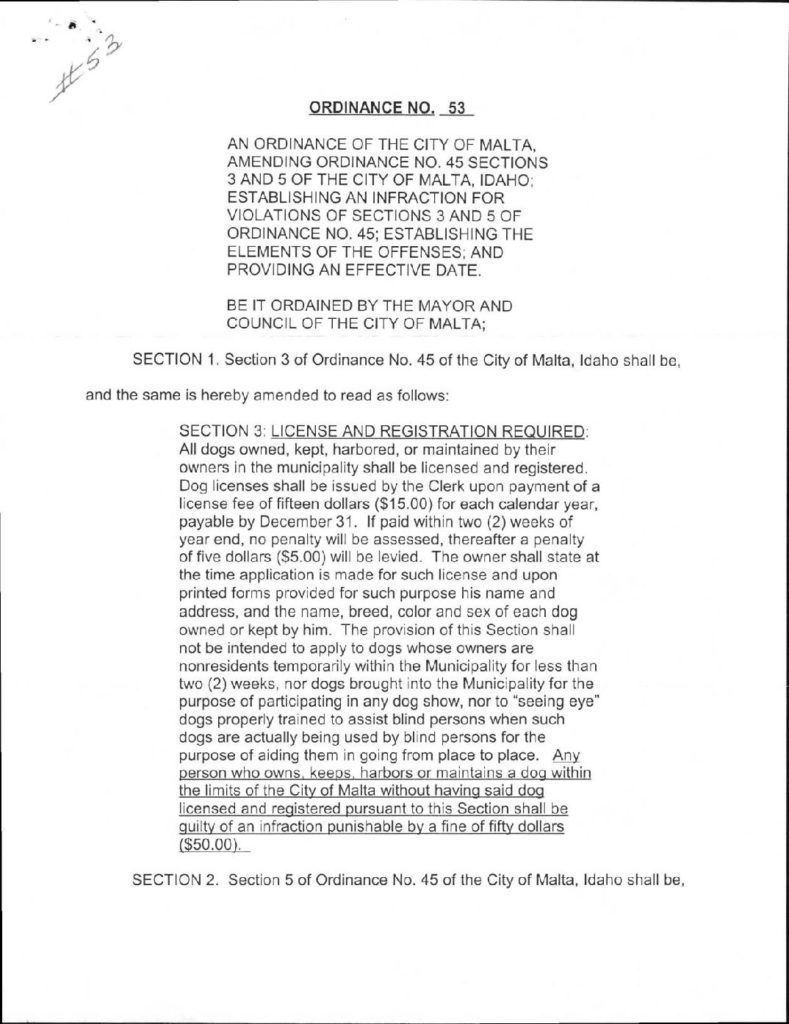 #53
ORDINANCE NO. 53
AN ORDINANCE OF THE CITY OF MALTA,
AMENDING ORDINANCE NO. 45 SECTIONS
3 AND 5 OF THE CITY OF MALTA, IDAHO;
ESTABLISHING AN INFRACTION FOR
VIOLATIONS OF SECTIONS 3 AND 5 OF
ORDINANCE NO. 45; ESTABLISHING THE
ELEMENTS OF THE OFFENSES; AND
PROVIDING AN EFFECTIVE DATE.
BE IT ORDAINED BY THE MAYOR AND
COUNCIL OF THE CITY OF MALTA;
SECTION 1. Section 3 of Ordinance No. 45 of the City of Malta, Idaho shall be,
and the same is hereby amended to read as follows:
SECTION 3: LICENSE AND REGISTRATION REQUIRED:
All dogs owned, kept, harbored, or maintained by their
owners in the municipality shall be licensed and registered.
Dog licenses shall be issued by the Clerk upon payment of a
license fee of fifteen dollars ($15.00) for each calendar year,
payable by December 31. If paid within two (2) weeks of
year end, no penalty will be assessed, thereafter a penalty
of five dollars ($5.00) will be levied. The owner shall state at
the time application is made for such license and upon
printed forms provided for such purpose his name and
address, and the name, breed, color and sex of each dog
owned or kept by him. The provision of this Section shall
not be intended to apply to dogs whose owners are
nonresidents temporarily within the Municipality for less than
two (2) weeks, nor dogs brought into the Municipality for the
purpose of participating in any dog show, nor to "seeing eye"
dogs properly trained to assist blind persons when such
dogs are actually being used by blind persons for the
purpose of aiding them in going from place to place. Any
person who owns, keeps, harbors or maintains a dog within
the limits of the City of Malta without having said dog
licensed and registered pursuant to this Section shall be
guilty of an infraction punishable by a fine of fifty dollars
($50.00).
SECTION 2. Section 5 of Ordinance No. 45 of the City of Malta, Idaho shall be,